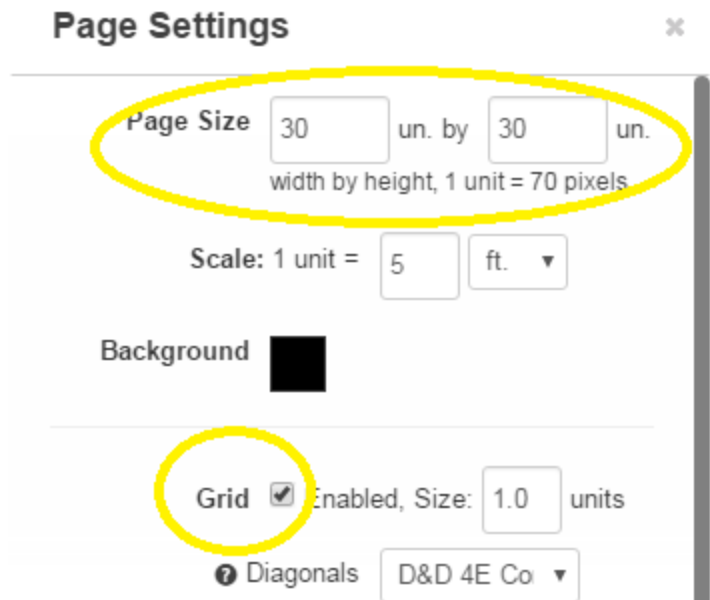 Page Settings
Page Size 30 un. by 30 un.
width by height, 1 unit = 70 pixels
Scale: 1 unit = 5 ft.
Background
Grid Enabled, Size: 1.0 units
Diagonals D&D 4E Co